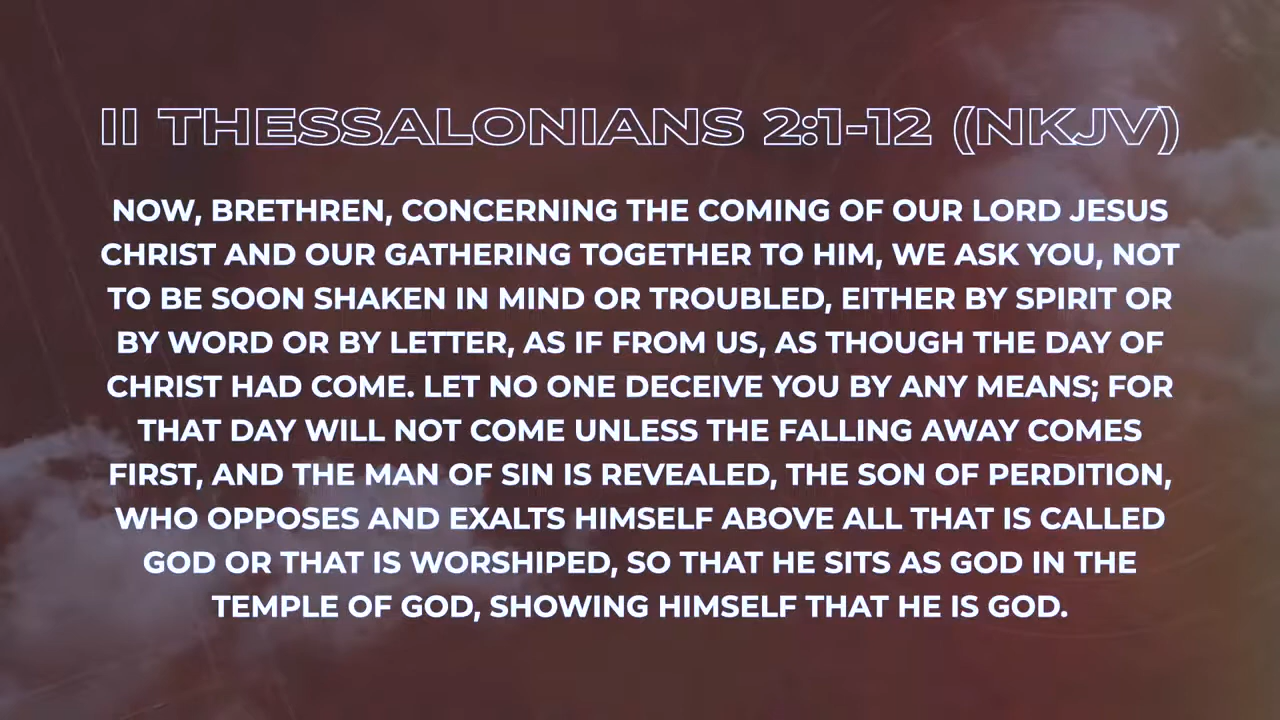 II THESSALONIANS 2:1-12 (NKJV)
NOW, BRETHREN, CONCERNING THE COMING OF OUR LORD JESUS
CHRIST AND OUR GATHERING TOGETHER TO HIM, WE ASK YOU, NOT
TO BE SOON SHAKEN IN MIND OR TROUBLED, EITHER BY SPIRIT OR
BY WORD OR BY LETTER, AS IF FROM US, AS THOUGH THE DAY OF
CHRIST HAD COME. LET NO ONE DECEIVE YOU BY ANY MEANS; FOR
THAT DAY WILL NOT COME UNLESS THE FALLING AWAY COMES
FIRST, AND THE MAN OF SIN IS REVEALED, THE SON OF PERDITION,
WHO OPPOSES AND EXALTS HIMSELF ABOVE ALL THAT IS CALLED
GOD OR THAT IS WORSHIPED, SO THAT HE SITS AS GOD IN THE
TEMPLE OF GOD, SHOWING HIMSELF THAT HE IS GOD.